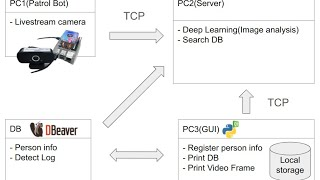 PC1(Patrol Bot)
- Livestream camera
TCP
PC2(Server)
- Deep Learning(Image analysis)
- Search DB
TCP
DB
DBeaver
- Person info
- Detect Log
PC3(GUI)
- Register person info
- Print DB
- Print Video Frame
Local
storage